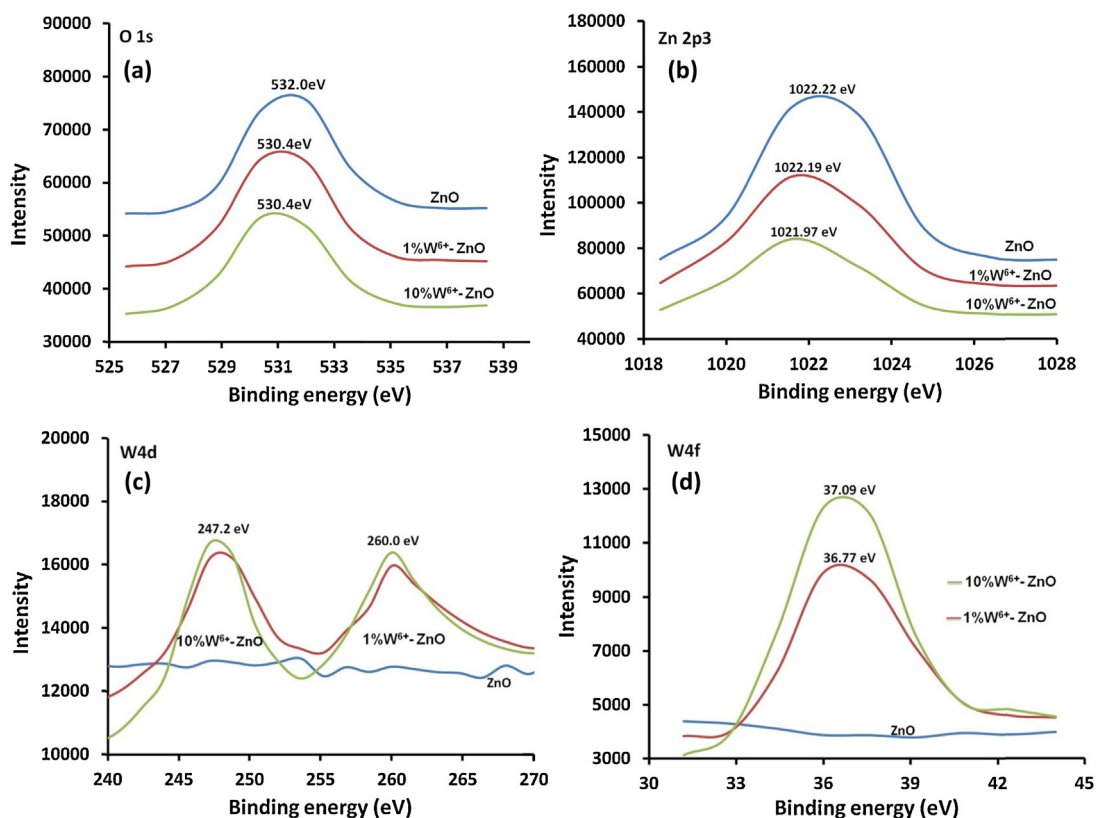 O 1s
(a)
90000
80000
70000
60000
50000
40000
30000
Intensity
532.0eV
530.4eV
530.4eV
ZnO
1%W⁶⁺- ZnO
10%W⁶⁺- ZnO
525 527 529 531 533 535 537 539
Binding energy (eV)
Zn 2p3
(b)
180000
160000
140000
120000
100000
80000
60000
40000
Intensity
1022.22 eV
1022.19 eV
1021.97 eV
ZnO
1%W⁶⁺- ZnO
10%W⁶⁺- ZnO
1018 1020 1022 1024 1026 1028
Binding energy (eV)
W4d
(c)
20000
18000
16000
14000
12000
10000
Intensity
247.2 eV
260.0 eV
10%W⁶⁺-ZnO
1%W⁶⁺- ZnO
ZnO
240 245 250 255 260 265 270
Binding energy (eV)
W4f
(d)
15000
13000
11000
9000
7000
5000
3000
Intensity
37.09 eV
36.77 eV
10%W⁶⁺- ZnO
1%W⁶⁺- ZnO
ZnO
30 33 36 39 42 45
Binding energy (eV)